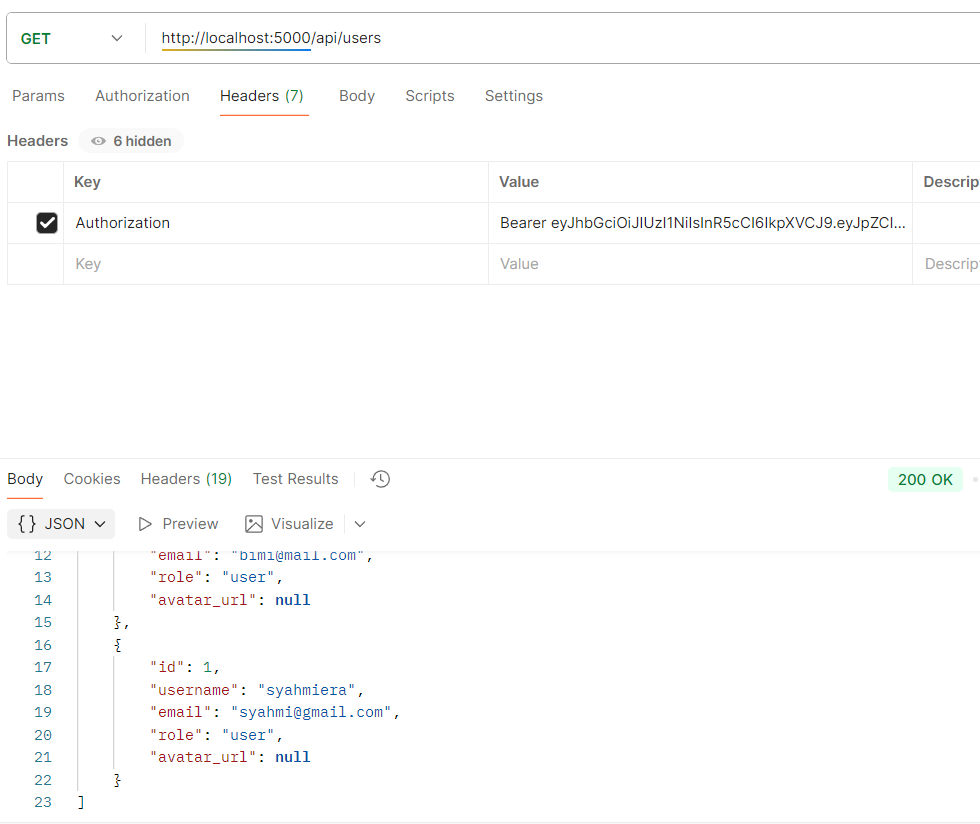 GET http://localhost:5000/api/users
Params Authorization Headers (7) Body Scripts Settings
Headers 6 hidden
Key Value Descrip
Authorization Bearer eyJhbGciOiJIUzI1NiIsInR5cCI6IkpXVCJ9.eyJpZCI...
Key Value Descrip
Body Cookies Headers (19) Test Results 200 OK
{} JSON Preview Visualize
12 "email": "bimi@mail.com",
13 "role": "user",
14 "avatar_url": null
15 },
16 {
17 "id": 1,
18 "username": "syahmiera",
19 "email": "syahmi@gmail.com",
20 "role": "user",
21 "avatar_url": null
22 }
23 ]